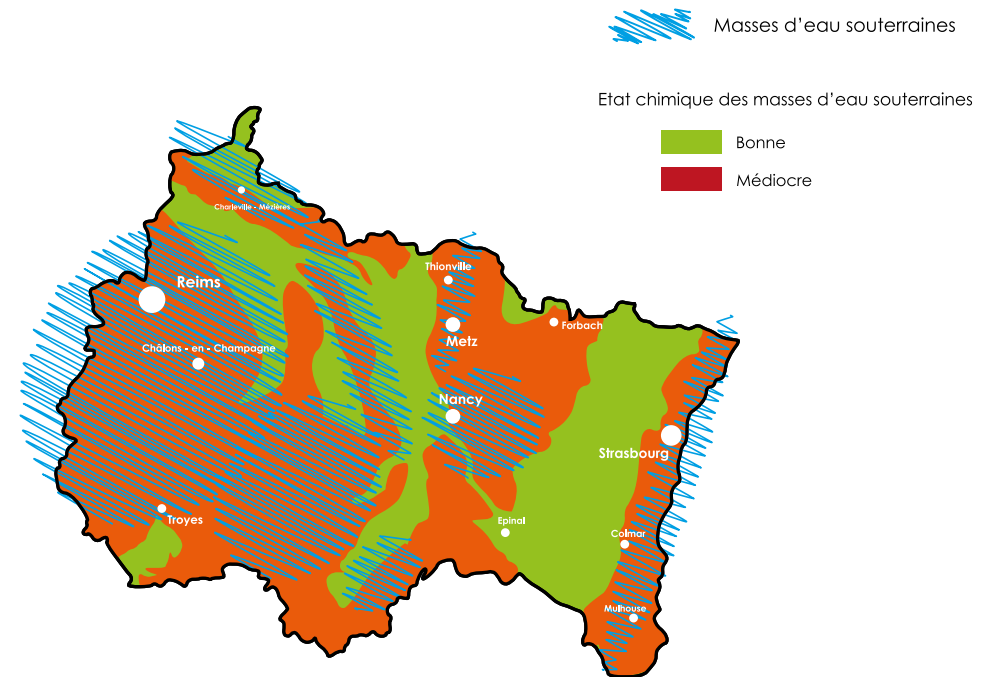 Masses d'eau souterraines
Etat chimique des masses d'eau souterraines
Bonne
Médiocre
Charleville - Mézières
Thionville
Reims
Forbach
Metz
Châlons - en - Champagne
Nancy
Strasbourg
Troyes
Epinal
Colmar
Mulhouse